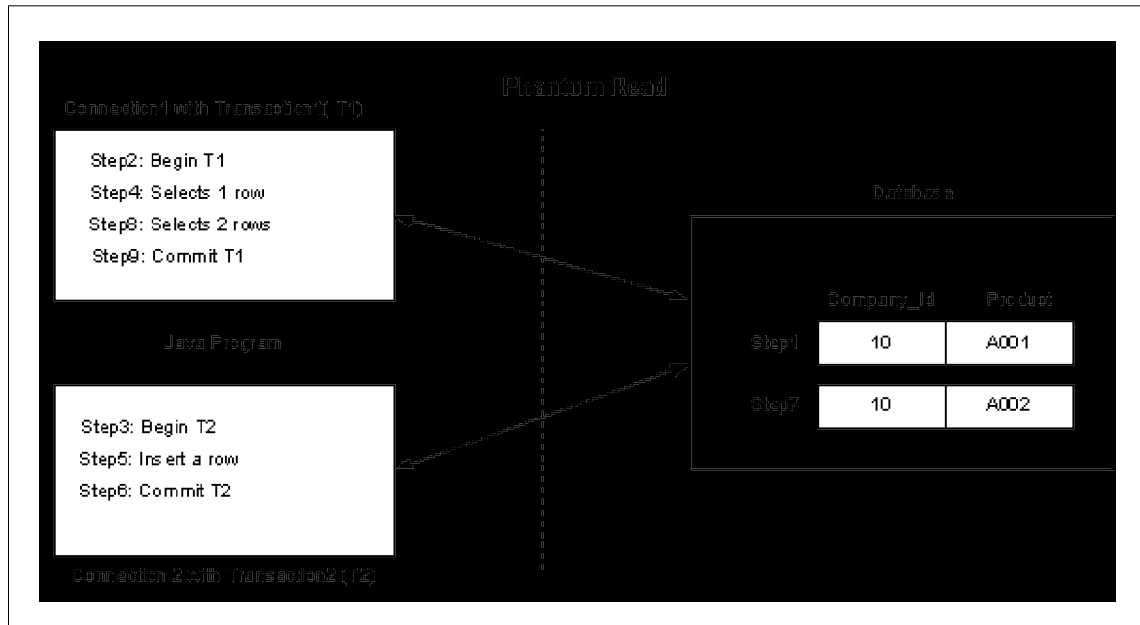 Phantom Read
Connection1 with Transaction1( T1)
Step2: Begin T1
Step4: Selects 1 row
Step8: Selects 2 rows
Step9: Commit T1
Java Program
Step3: Begin T2
Step5: Insert a row
Step6: Commit T2
Connection 2 with Transaction2 (T2)
Database
Company_Id Product
Step1 10 A001
Step7 10 A002